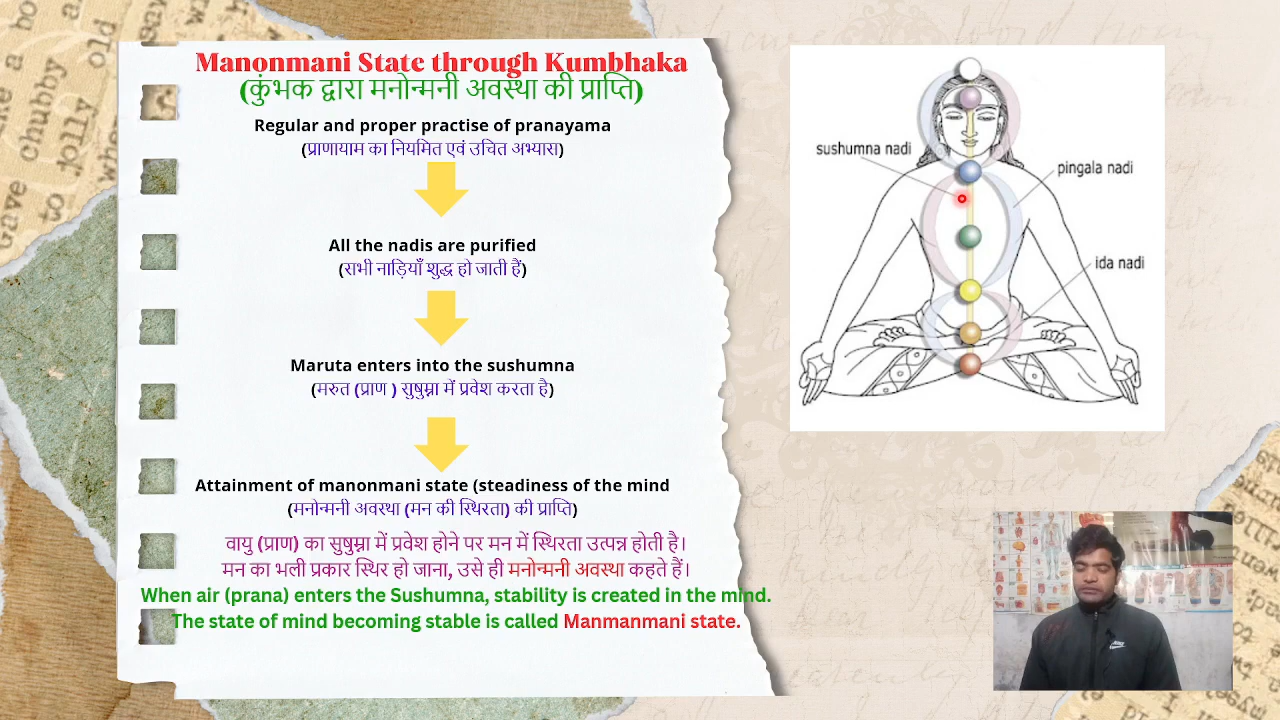 Manonmani State through Kumbhaka
(कुंभक द्वारा मनोन्मनी अवस्था की प्राप्ति)
Regular and proper practise of pranayama
(प्राणायाम का नियमित एवं उचित अभ्यास)
All the nadis are purified
(सभी नाड़ियाँ शुद्ध हो जाती हैं)
Maruta enters into the sushumna
(मरुत (प्राण ) सुषुम्ना में प्रवेश करता है)
Attainment of manonmani state (steadiness of the mind
(मनोन्मनी अवस्था (मन की स्थिरता) की प्राप्ति)
वायु (प्राण) का सुषुम्ना में प्रवेश होने पर मन में स्थिरता उत्पन्न होती है।
मन का भली प्रकार स्थिर हो जाना, उसे ही मनोन्मनी अवस्था कहते हैं।
When air (prana) enters the Sushumna, stability is created in the mind.
The state of mind becoming stable is called Manmanmani state.
sushumna nadi
pingala nadi
ida nadi